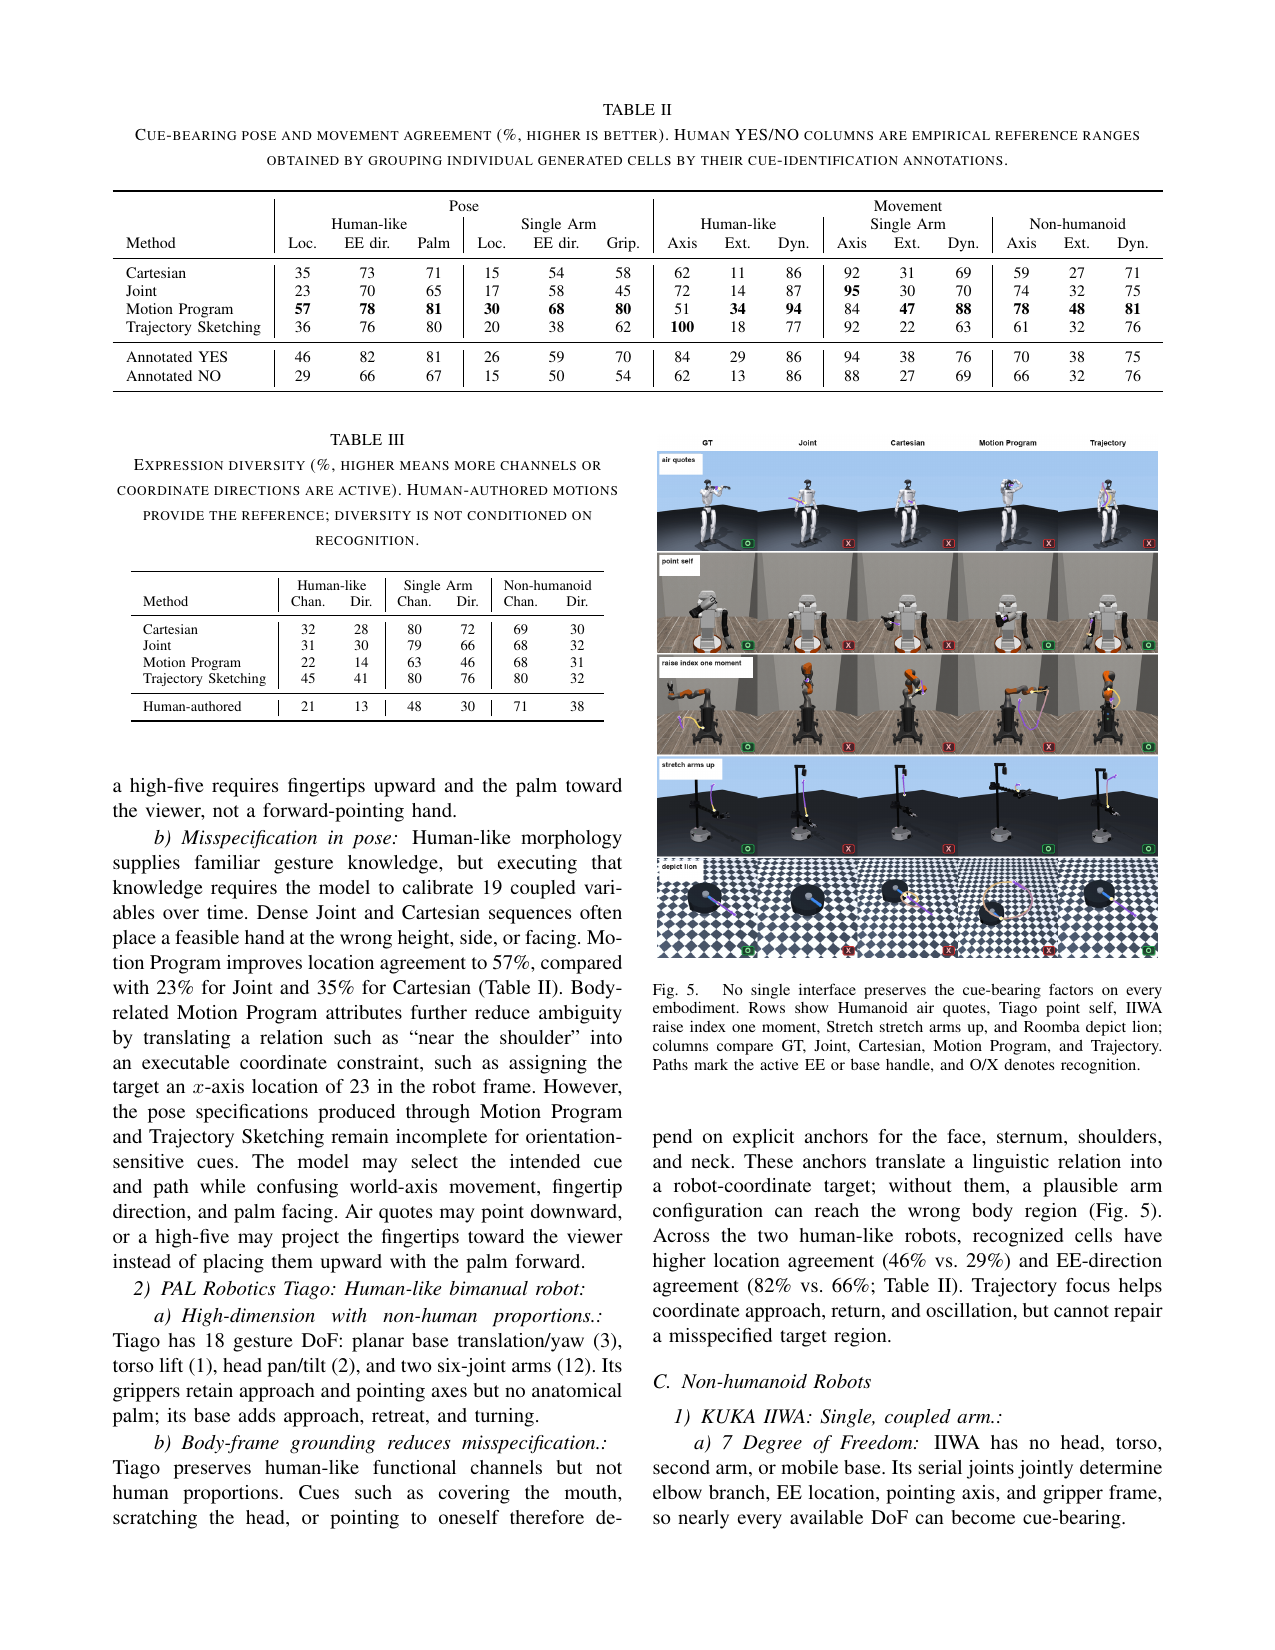 TABLE II
CUE-BEARING POSE AND MOVEMENT AGREEMENT (%, HIGHER IS BETTER). HUMAN YES/NO COLUMNS ARE EMPIRICAL REFERENCE RANGES
OBTAINED BY GROUPING INDIVIDUAL GENERATED CELLS BY THEIR CUE-IDENTIFICATION ANNOTATIONS.
Pose Movement
Human-like Single Arm Human-like Single Arm Non-humanoid
Method Loc. EE dir. Palm Loc. EE dir. Grip. Axis Ext. Dyn. Axis Ext. Dyn. Axis Ext. Dyn.
Cartesian 35 73 71 15 54 58 62 11 86 92 31 69 59 27 71
Joint 23 70 65 17 58 45 72 14 87 95 30 70 74 32 75
Motion Program 57 78 81 30 68 80 51 34 94 84 47 88 78 48 81
Trajectory Sketching 36 76 80 20 38 62 100 18 77 92 22 63 61 32 76
Annotated YES 46 82 81 26 59 70 84 29 86 94 38 76 70 38 75
Annotated NO 29 66 67 15 50 54 62 13 86 88 27 69 66 32 76
TABLE III
EXPRESSION DIVERSITY (%, HIGHER MEANS MORE CHANNELS OR
COORDINATE DIRECTIONS ARE ACTIVE). HUMAN-AUTHORED MOTIONS
PROVIDE THE REFERENCE; DIVERSITY IS NOT CONDITIONED ON
RECOGNITION.
Human-like Single Arm Non-humanoid
Method Chan. Dir. Chan. Dir. Chan. Dir.
Cartesian 32 28 80 72 69 30
Joint 31 30 79 66 68 32
Motion Program 22 14 63 46 68 31
Trajectory Sketching 45 41 80 76 80 32
Human-authored 21 13 48 30 71 38
a high-five requires fingertips upward and the palm toward
the viewer, not a forward-pointing hand.
b) Misspecification in pose: Human-like morphology
supplies familiar gesture knowledge, but executing that
knowledge requires the model to calibrate 19 coupled vari-
ables over time. Dense Joint and Cartesian sequences often
place a feasible hand at the wrong height, side, or facing. Mo-
tion Program improves location agreement to 57%, compared
with 23% for Joint and 35% for Cartesian (Table II). Body-
related Motion Program attributes further reduce ambiguity
by translating a relation such as “near the shoulder” into
an executable coordinate constraint, such as assigning the
target an x-axis location of 23 in the robot frame. However,
the pose specifications produced through Motion Program
and Trajectory Sketching remain incomplete for orientation-
sensitive cues. The model may select the intended cue
and path while confusing world-axis movement, fingertip
direction, and palm facing. Air quotes may point downward,
or a high-five may project the fingertips toward the viewer
instead of placing them upward with the palm forward.
2) PAL Robotics Tiago: Human-like bimanual robot:
a) High-dimension with non-human proportions.:
Tiago has 18 gesture DoF: planar base translation/yaw (3),
torso lift (1), head pan/tilt (2), and two six-joint arms (12). Its
grippers retain approach and pointing axes but no anatomical
palm; its base adds approach, retreat, and turning.
b) Body-frame grounding reduces misspecification.:
Tiago preserves human-like functional channels but not
human proportions. Cues such as covering the mouth,
scratching the head, or pointing to oneself therefore de-
GT Joint Cartesian Motion Program Trajectory
air quotes
O X X O X
point self
O X X O X
raise index one moment
O X X O O
stretch arms up
O X X O O
depict lion
O X X X O
Fig. 5. No single interface preserves the cue-bearing factors on every
embodiment. Rows show Humanoid air quotes, Tiago point self, IIWA
raise index one moment, Stretch stretch arms up, and Roomba depict lion;
columns compare GT, Joint, Cartesian, Motion Program, and Trajectory.
Paths mark the active EE or base handle, and O/X denotes recognition.
pend on explicit anchors for the face, sternum, shoulders,
and neck. These anchors translate a linguistic relation into
a robot-coordinate target; without them, a plausible arm
configuration can reach the wrong body region (Fig. 5).
Across the two human-like robots, recognized cells have
higher location agreement (46% vs. 29%) and EE-direction
agreement (82% vs. 66%; Table II). Trajectory focus helps
coordinate approach, return, and oscillation, but cannot repair
a misspecified target region.
C. Non-humanoid Robots
1) KUKA IIWA: Single, coupled arm.:
a) 7 Degree of Freedom: IIWA has no head, torso,
second arm, or mobile base. Its serial joints jointly determine
elbow branch, EE location, pointing axis, and gripper frame,
so nearly every available DoF can become cue-bearing.